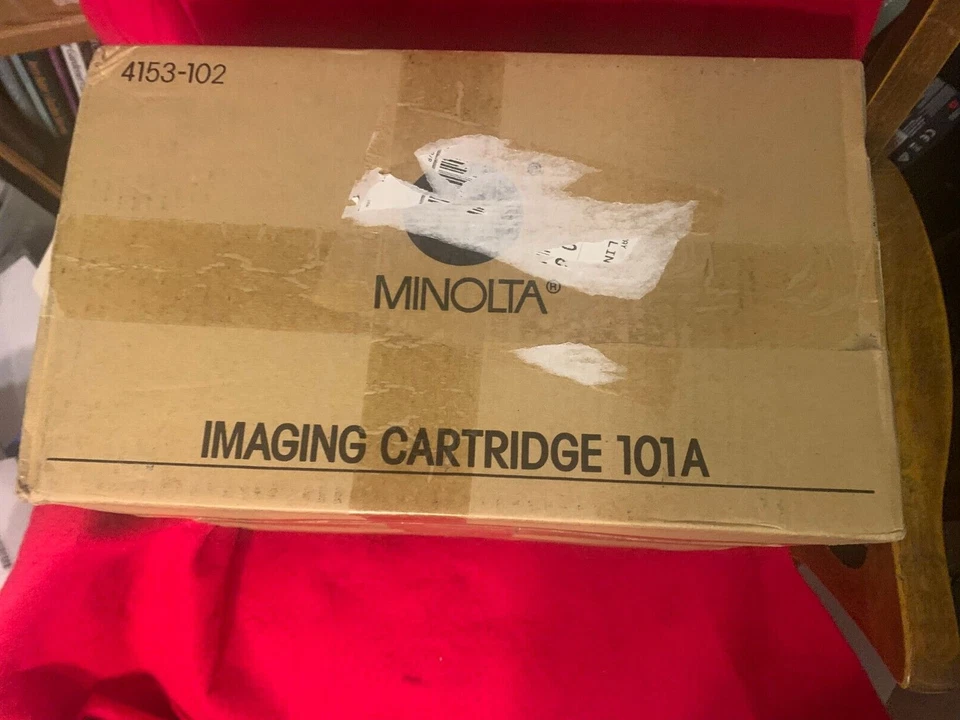 4153-102
MINOLTA®
IMAGING CARTRIDGE 101A